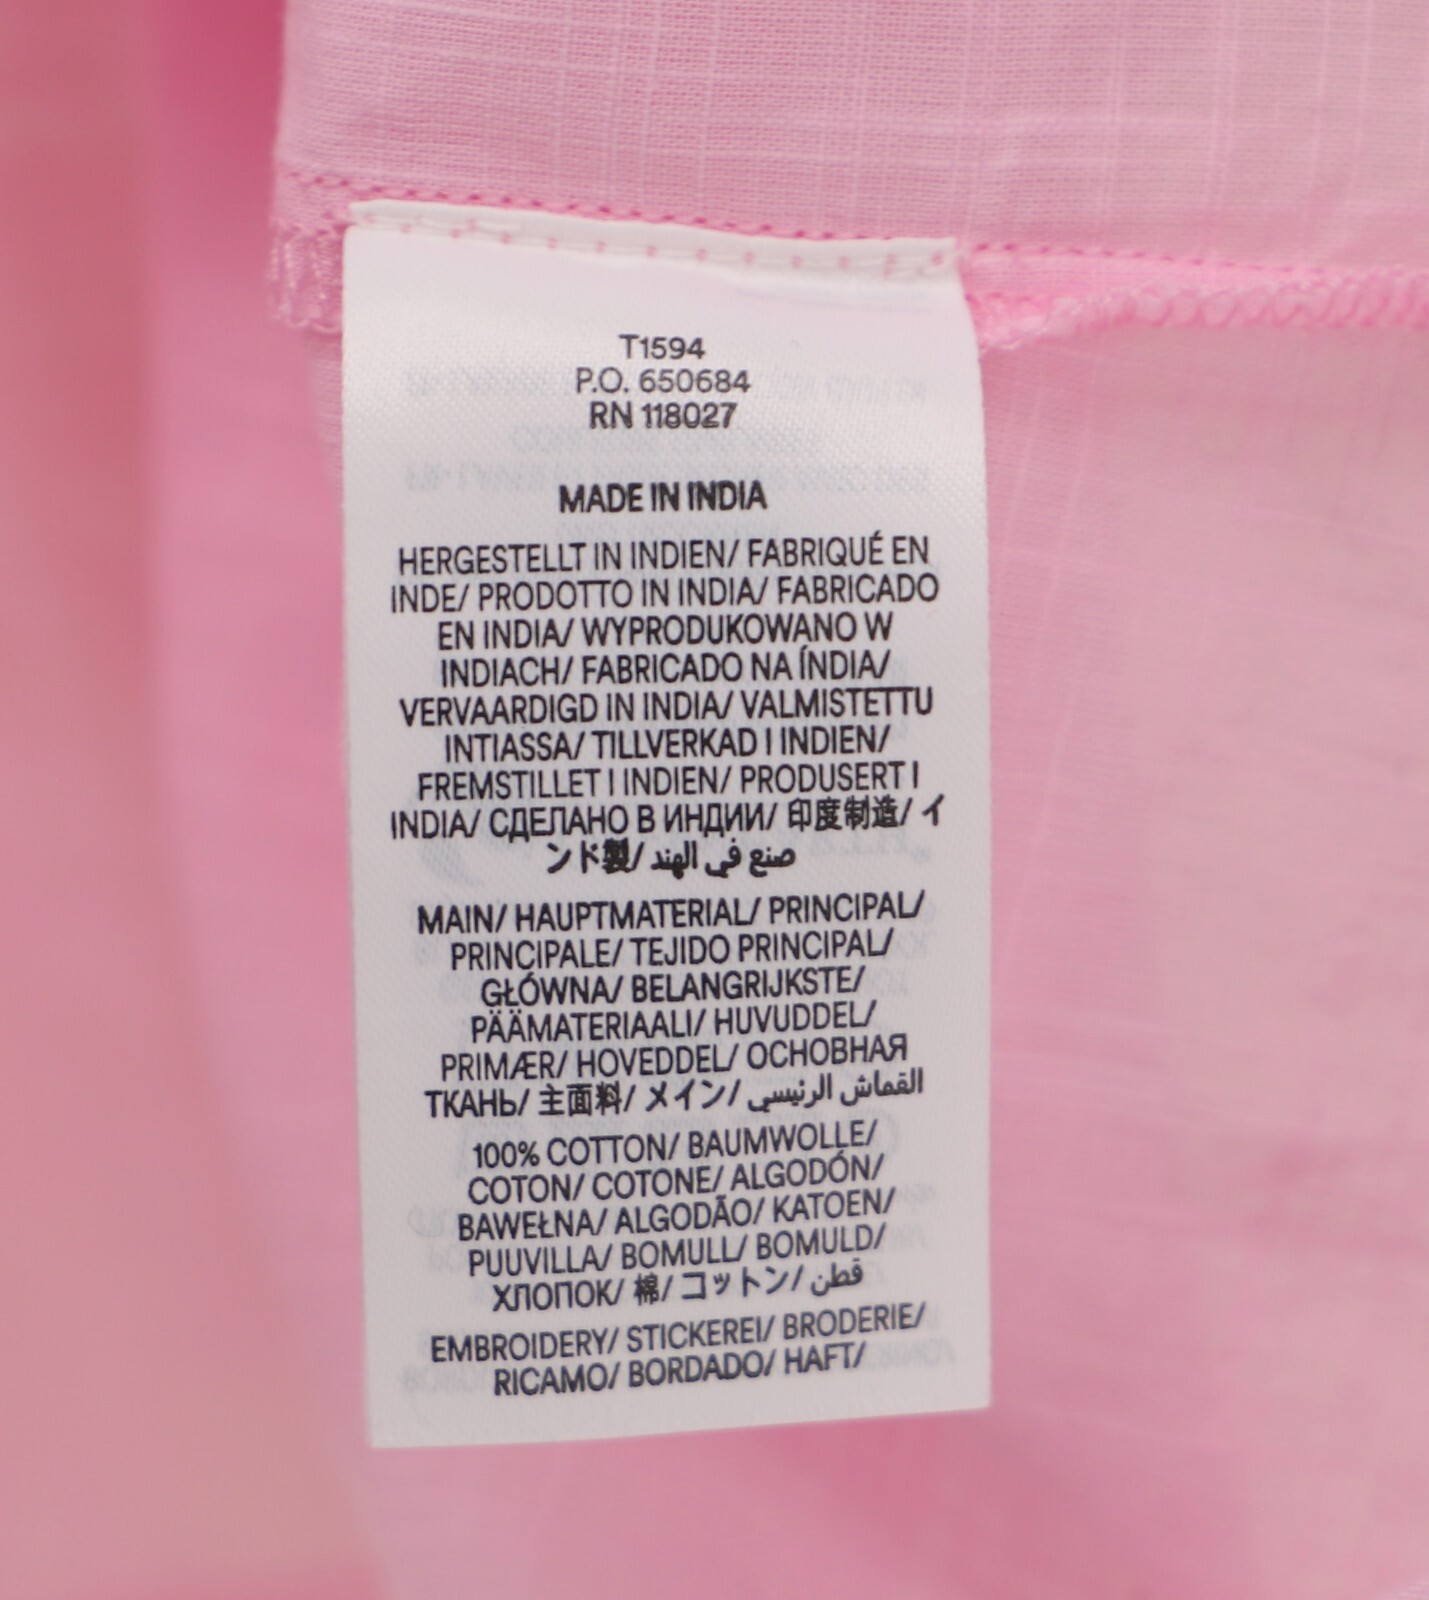 T1594
P.O. 650684
RN 118027
MADE IN INDIA
HERGESTELLT IN INDIEN/ FABRIQUÉ EN
INDE/ PRODOTTO IN INDIA/ FABRICADO
EN INDIA/ WYPRODUKOWANO W
INDIACH/ FABRICADO NA ÍNDIA/
VERVAARDIGD IN INDIA/ VALMISTETTU
INTIASSA/ TILLVERKAD I INDIEN/
FREMSTILLET I INDIEN/ PRODUSERT I
INDIA/ СДЕЛАНО В ИНДИИ/ 印度制造/ イ
ンド製/ صنع في الهند
MAIN/ HAUPTMATERIAL/ PRINCIPAL/
PRINCIPALE/ TEJIDO PRINCIPAL/
GŁÓWNA/ BELANGRIJKSTE/
PÄÄMATERIAALI/ HUVUDDEL/
PRIMÆR/ HOVEDDEL/ ОСНОВНАЯ
ТКАНЬ/ 主面料/ メイン/ القماش الرئيسي
100% COTTON/ BAUMWOLLE/
COTON/ COTONE/ ALGODÓN/
BAWEŁNA/ ALGODÃO/ KATOEN/
PUUVILLA/ BOMULL/ BOMULD/
ХЛОПОК/ 棉/ コットン/ قطن
EMBROIDERY/ STICKEREI/ BRODERIE/
RICAMO/ BORDADO/ HAFT/